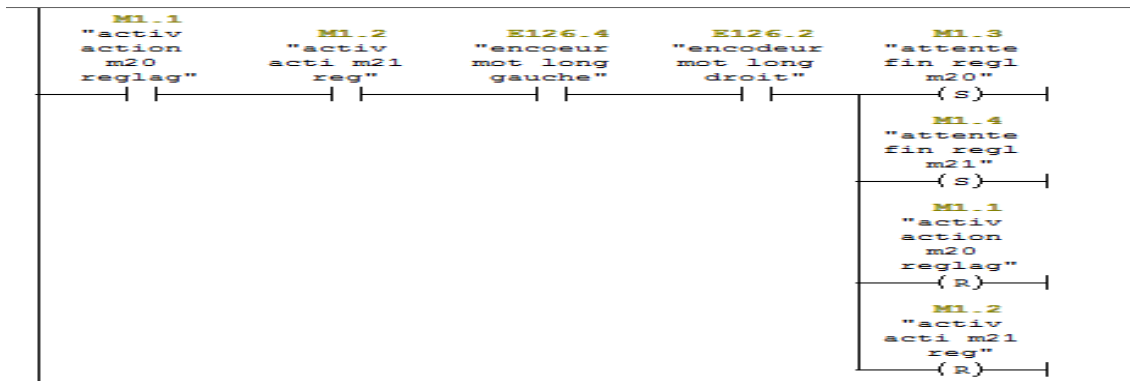 M1.1
"activ
action
m20
reglag"
M1.2
"activ
acti m21
reg"
E126.4
"encoeur
mot long
gauche"
E126.2
"encodeur
mot long
droit"
M1.3
"attente
fin regl
m20"
( S )
M1.4
"attente
fin regl
m21"
( S )
M1.1
"activ
action
m20
reglag"
( R )
M1.2
"activ
acti m21
reg"
( R )